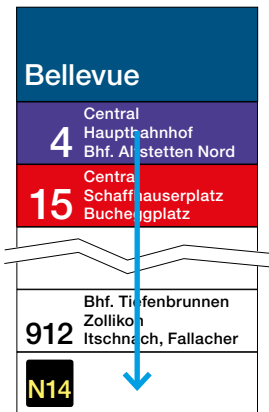 Bellevue
4
Central
Hauptbahnhof
Bhf. Altstetten Nord
15
Central
Schaffhauserplatz
Bucheggplatz
912
Bhf. Tiefenbrunnen
Zollikon
Itschnach, Fallacher
N14